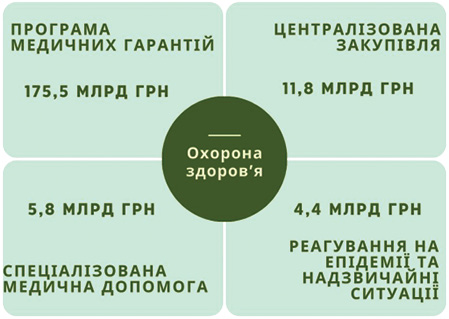 ПРОГРАМА
МЕДИЧНИХ ГАРАНТІЙ
175,5 МЛРД ГРН
ЦЕНТРАЛІЗОВАНА
ЗАКУПІВЛЯ
11,8 МЛРД ГРН
Охорона
здоров’я
5,8 МЛРД ГРН
СПЕЦІАЛІЗОВАНА
МЕДИЧНА ДОПОМОГА
4,4 МЛРД ГРН
РЕАГУВАННЯ НА
ЕПІДЕМІЇ ТА
НАДЗВИЧАЙНІ
СИТУАЦІЇ